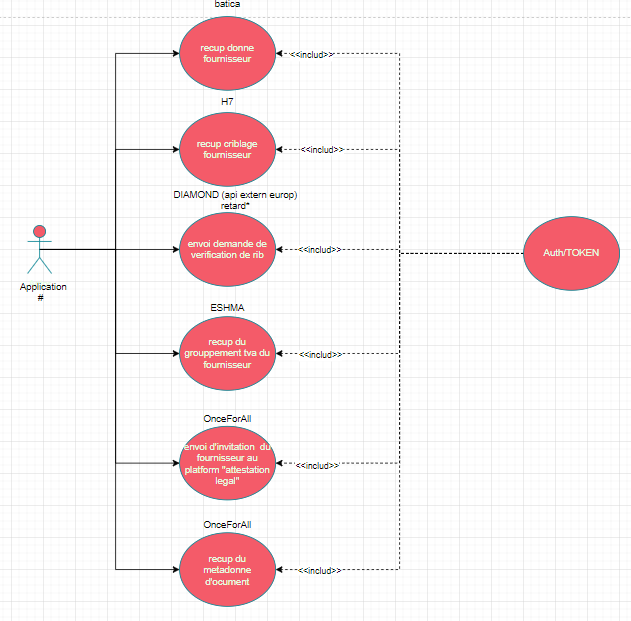 batica
recup donne
fournisseur
<<includ>>
H7
recup criblage
fournisseur
<<includ>>
DIAMOND (api extern europ)
retard*
envoi demande de
verification de rib
<<includ>>
Auth/TOKEN
Application
#
ESHMA
recup du
grouppement tva du
fournisseur
<<includ>>
OnceForAll
envoi d'invitation du
fournisseur au
platform "attestation
legal"
<<includ>>
OnceForAll
recup du
metadonne
d'ocument
<<includ>>